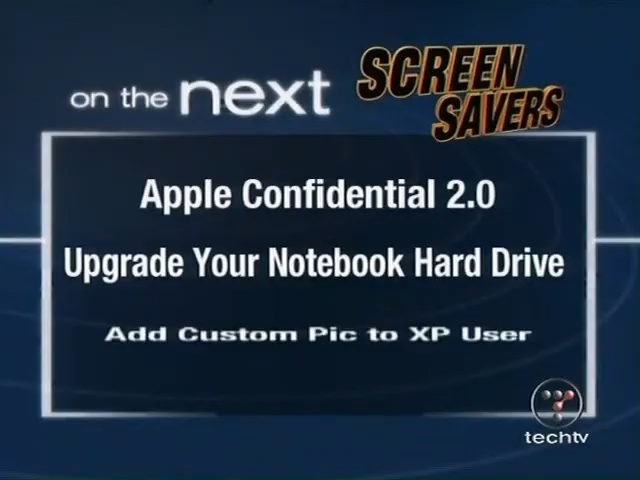 on the next SCREEN SAVERS
Apple Confidential 2.0
Upgrade Your Notebook Hard Drive
Add Custom Pic to XP User
techtv